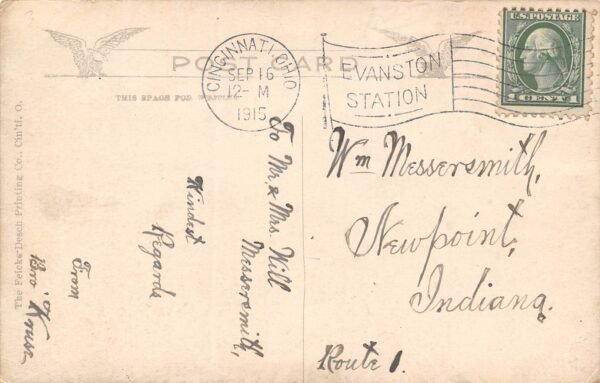 POST CARD
THIS SPACE FOR
CINCINNATI, OHIO
SEP 16
12-M
1915
EVANSTON
STATION
U.S. POSTAGE
1 CENT 1
To Mr. & Mrs. Will
Messersmith,
Kindest
Regards
From
Bro. Kruse
The Feicke-Desch Printing Co., Cin'ti, O.
Wm Messersmith,
Newpoint,
Indiana.
Route 1.